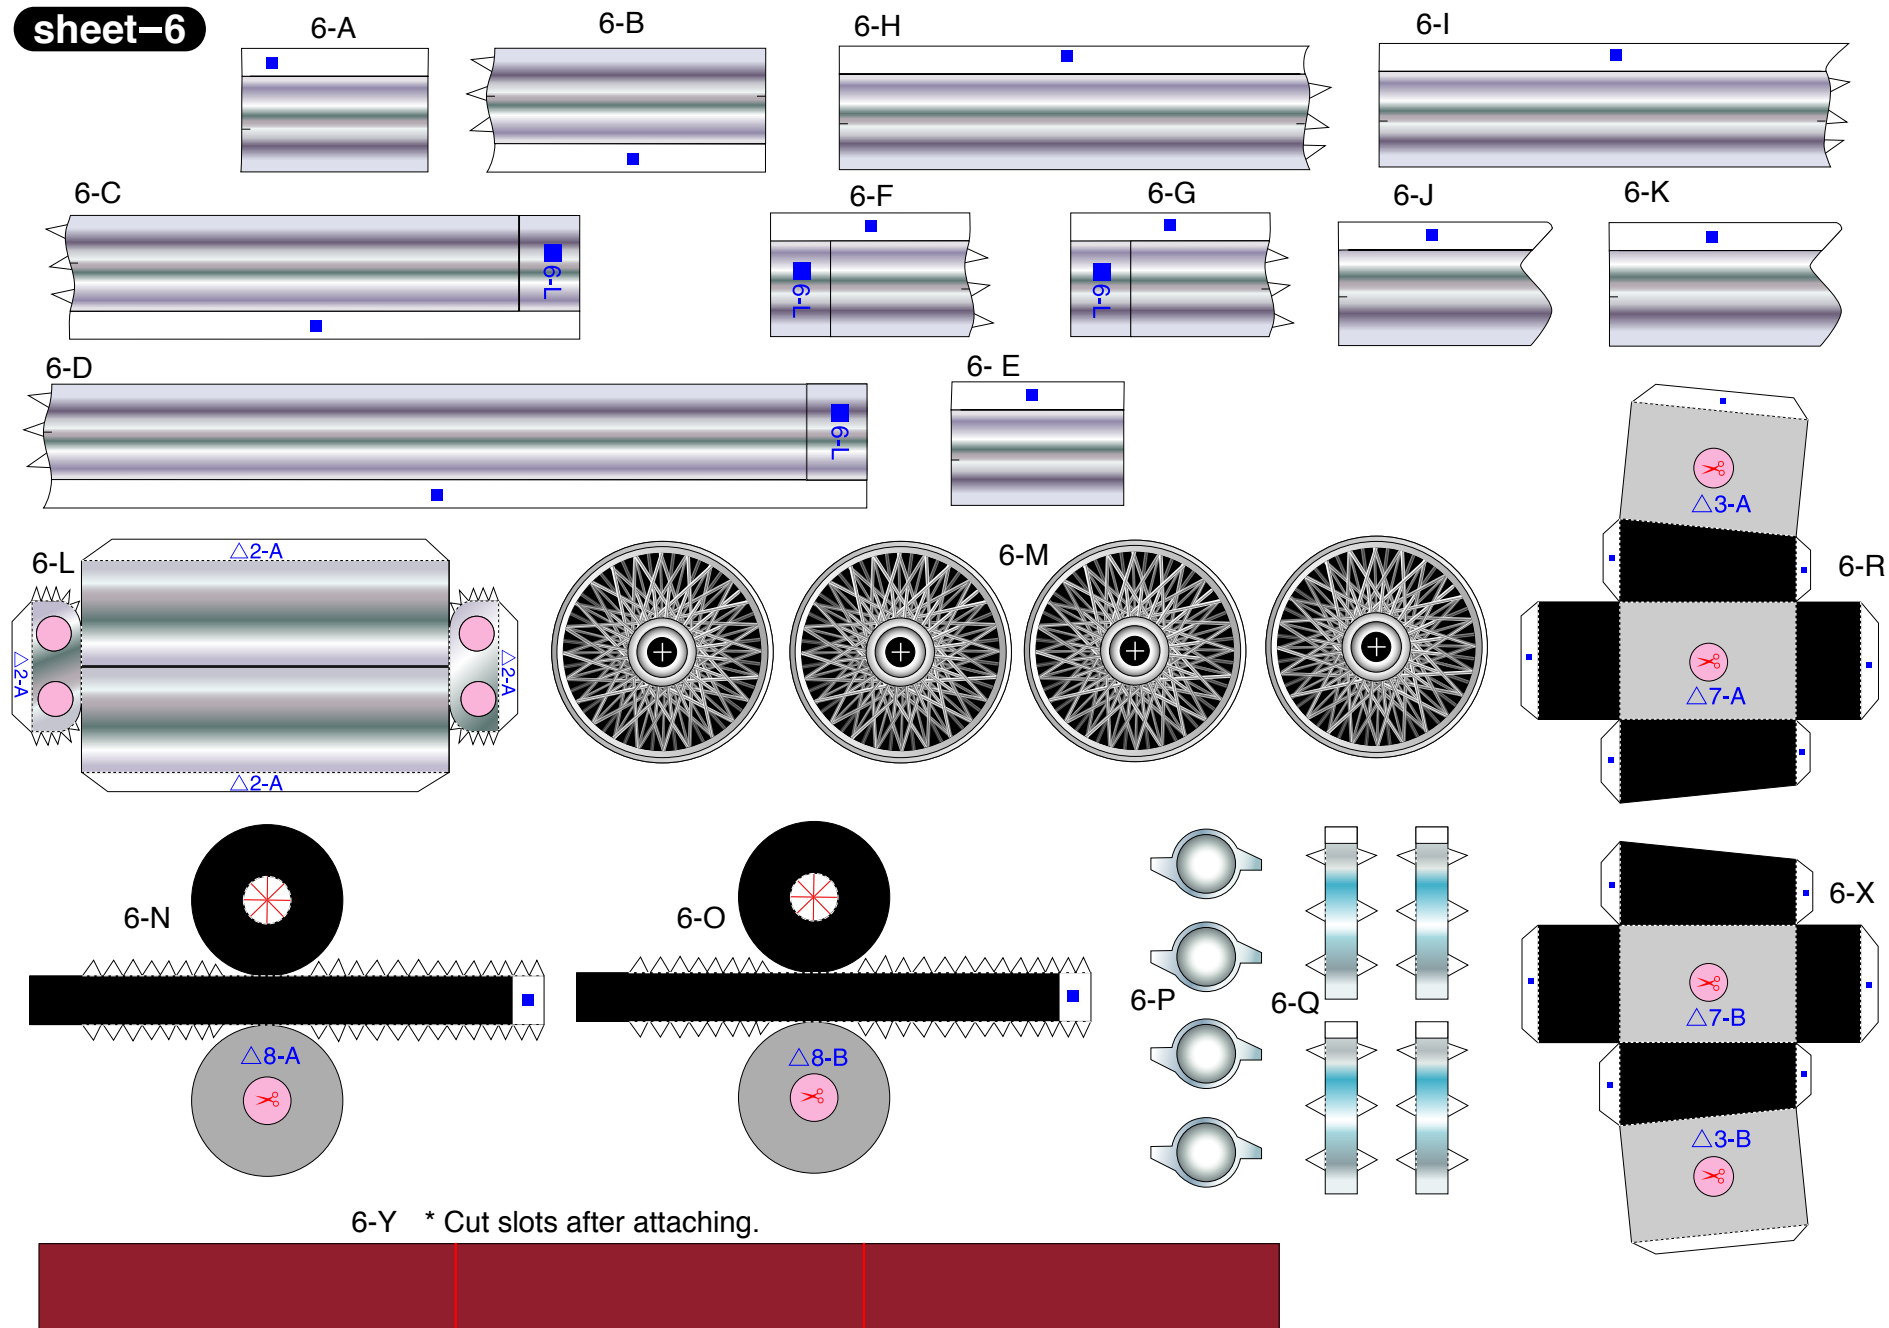 sheet-6
6-A
6-B
6-H
6-I
6-C
6-F
6-G
6-J
6-K
6-L
6-L
6-L
6-D
6- E
6-L
△3-A
6-L
△2-A
6-M
6-R
△2-A
△2-A
△7-A
△2-A
6-N
6-O
6-X
6-P
6-Q
△7-B
△8-A
△8-B
△3-B
6-Y * Cut slots after attaching.